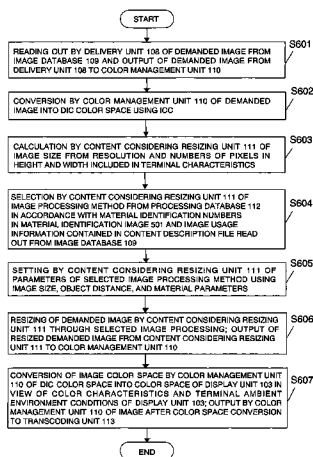 START
S601
READING OUT BY DELIVERY UNIT 108 OF DEMANDED IMAGE FROM
IMAGE DATABASE 109 AND OUTPUT OF DEMANDED IMAGE FROM
DELIVERY UNIT 108 TO COLOR MANAGEMENT UNIT 110
S602
CONVERSION BY COLOR MANAGEMENT UNIT 110 OF DEMANDED
IMAGE INTO DIC COLOR SPACE USING ICC
S603
CALCULATION BY CONTENT CONSIDERING RESIZING UNIT 111 OF
IMAGE SIZE FROM RESOLUTION AND NUMBERS OF PIXELS IN
HEIGHT AND WIDTH INCLUDED IN TERMINAL CHARACTERISTICS
S604
SELECTION BY CONTENT CONSIDERING RESIZING UNIT 111 OF
IMAGE PROCESSING METHOD FROM PROCESSING DATABASE 112
IN ACCORDANCE WITH MATERIAL IDENTIFICATION NUMBERS
IN MATERIAL IDENTIFICATION IMAGE 501 AND IMAGE USAGE
INFORMATION CONTAINED IN CONTENT DESCRIPTION FILE READ
OUT FROM IMAGE DATABASE 109
S605
SETTING BY CONTENT CONSIDERING RESIZING UNIT 111 OF
PARAMETERS OF SELECTED IMAGE PROCESSING METHOD USING
IMAGE SIZE, OBJECT DISTANCE, AND MATERIAL PARAMETERS
S606
RESIZING OF DEMANDED IMAGE BY CONTENT CONSIDERING RESIZING
UNIT 111 THROUGH SELECTED IMAGE PROCESSING; OUTPUT OF
RESIZED DEMANDED IMAGE FROM CONTENT CONSIDERING RESIZING
UNIT 111 TO COLOR MANAGEMENT UNIT 110
S607
CONVERSION OF IMAGE COLOR SPACE BY COLOR MANAGEMENT UNIT
110 OF DIC COLOR SPACE INTO COLOR SPACE OF DISPLAY UNIT 103 IN
VIEW OF COLOR CHARACTERISTICS AND TERMINAL AMBIENT
ENVIRONMENT CONDITIONS OF DISPLAY UNIT 103; OUTPUT BY
COLOR MANAGEMENT UNIT 110 OF IMAGE AFTER COLOR SPACE CONVERSION
TO TRANSCODING UNIT 113
END